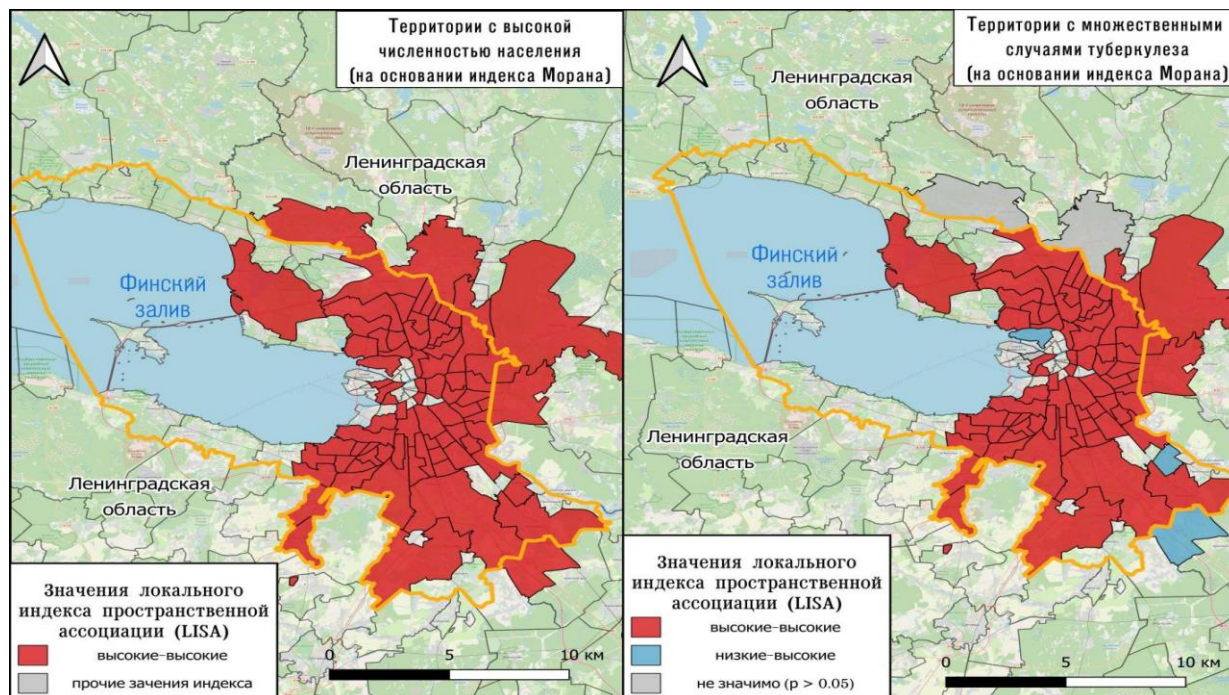 Территории с высокой
численностью населения
(на основании индекса Морана)
Ленинградская
область
Финский
залив
Ленинградская
область
Значения локального
индекса пространственной
ассоциации (LISA)
высокие-высокие
прочие зачения индекса
0 5 10 км
Территории с множественными
случаями туберкулеза
(на основании индекса Морана)
Ленинградская
область
Финский
залив
Ленинградская
область
Значения локального
индекса пространственной
ассоциации (LISA)
высокие-высокие
низкие-высокие
не значимо (p > 0.05)
0 5 10 км